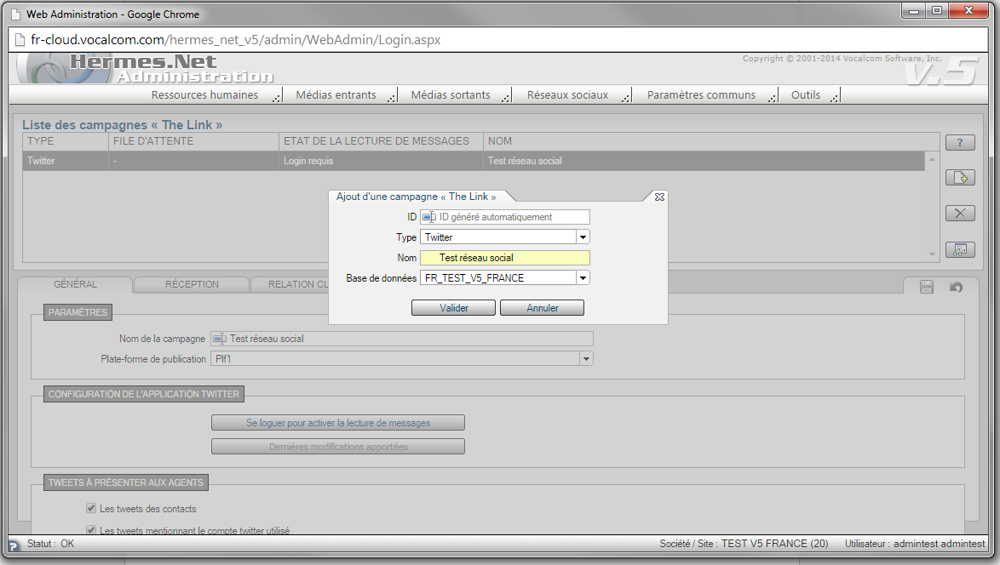 Web Administration - Google Chrome
fr-cloud.vocalcom.com/hermes_net_v5/admin/WebAdmin/Login.aspx
Hermes.Net
Administration
Copyright © 2001-2014 Vocalcom Software, Inc.
v.5
Ressources humaines Médias entrants Médias sortants Réseaux sociaux Paramètres communs Outils
Liste des campagnes « The Link »
TYPE FILE D'ATTENTE ETAT DE LA LECTURE DE MESSAGES NOM
Twitter - Login requis Test réseau social
?
Ajout d'une campagne « The Link »
ID ID généré automatiquement
Type Twitter
Nom Test réseau social
Base de données FR_TEST_V5_FRANCE
Valider Annuler
GÉNÉRAL RÉCEPTION RELATION CL
PARAMÈTRES
Nom de la campagne Test réseau social
Plate-forme de publication Plf1
CONFIGURATION DE L'APPLICATION TWITTER
Se loguer pour activer la lecture de messages
Dernières modifications apportées
TWEETS À PRÉSENTER AUX AGENTS
Les tweets des contacts
Les tweets mentionnant le compte twitter utilisé
? Statut : OK Société / Site : TEST V5 FRANCE (20) Utilisateur : admintest admintest